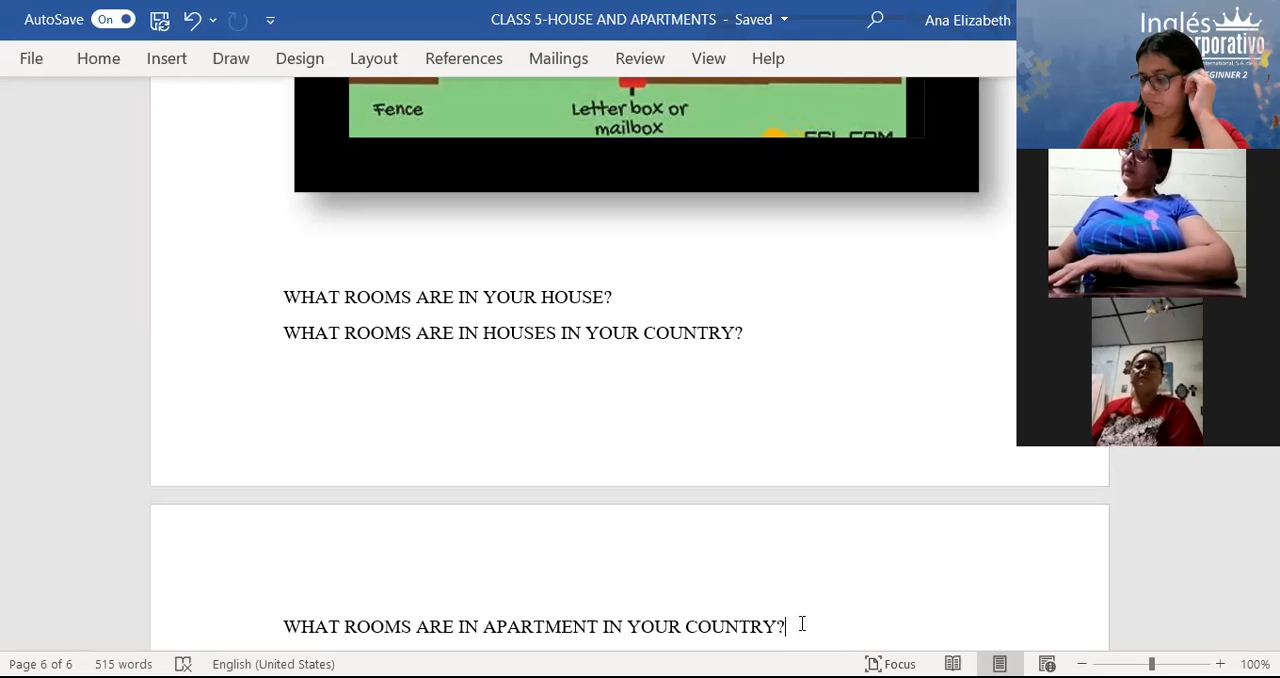 AutoSave On CLASS 5-HOUSE AND APARTMENTS - Saved Ana Elizabeth
File Home Insert Draw Design Layout References Mailings Review View Help
Inglés
orporativo
EGINNER 2
Fence
Letter box or
mailbox
WHAT ROOMS ARE IN YOUR HOUSE?
WHAT ROOMS ARE IN HOUSES IN YOUR COUNTRY?
WHAT ROOMS ARE IN APARTMENT IN YOUR COUNTRY?
Page 6 of 6 515 words English (United States) Focus 100%